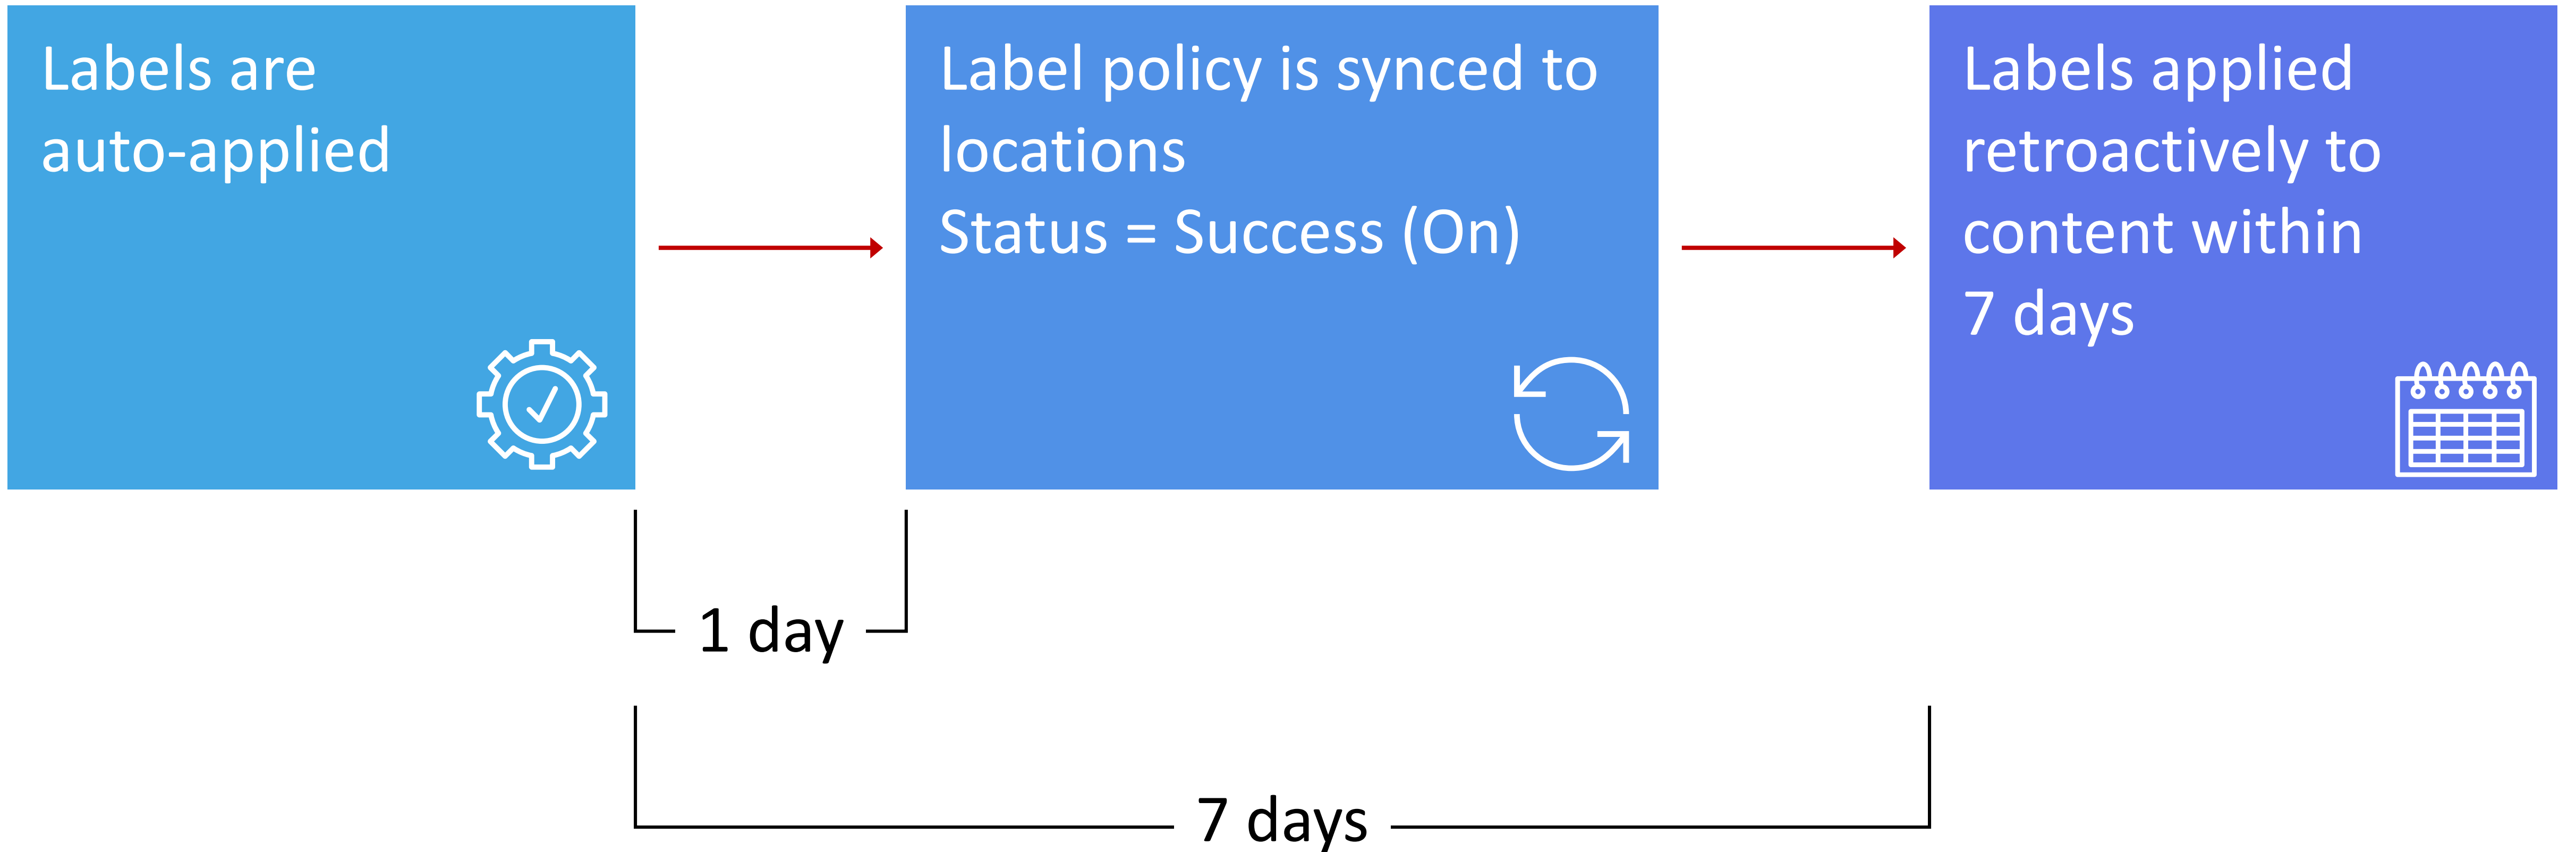 Labels are
auto-applied
Label policy is synced to
locations
Status = Success (On)
Labels applied
retroactively to
content within
7 days
1 day
7 days